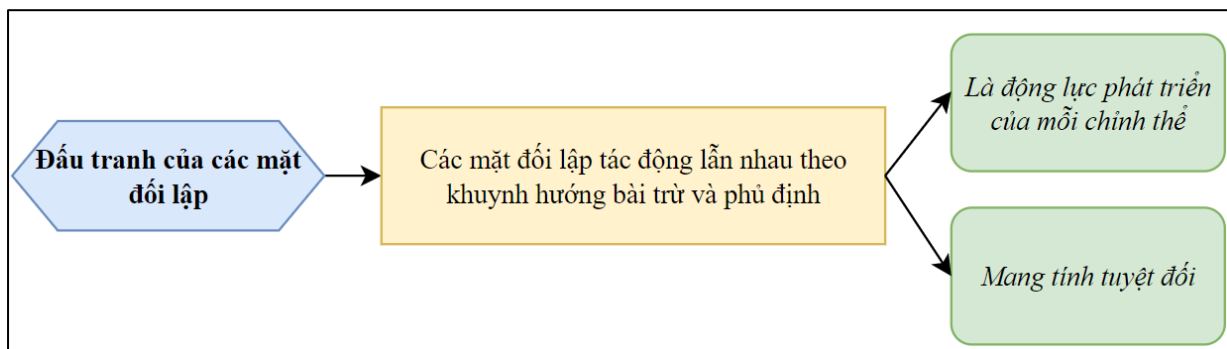 Đấu tranh của các mặt
đối lập
Các mặt đối lập tác động lẫn nhau theo
khuynh hướng bài trừ và phủ định
Là động lực phát triển
của mỗi chỉnh thể
Mang tính tuyệt đối